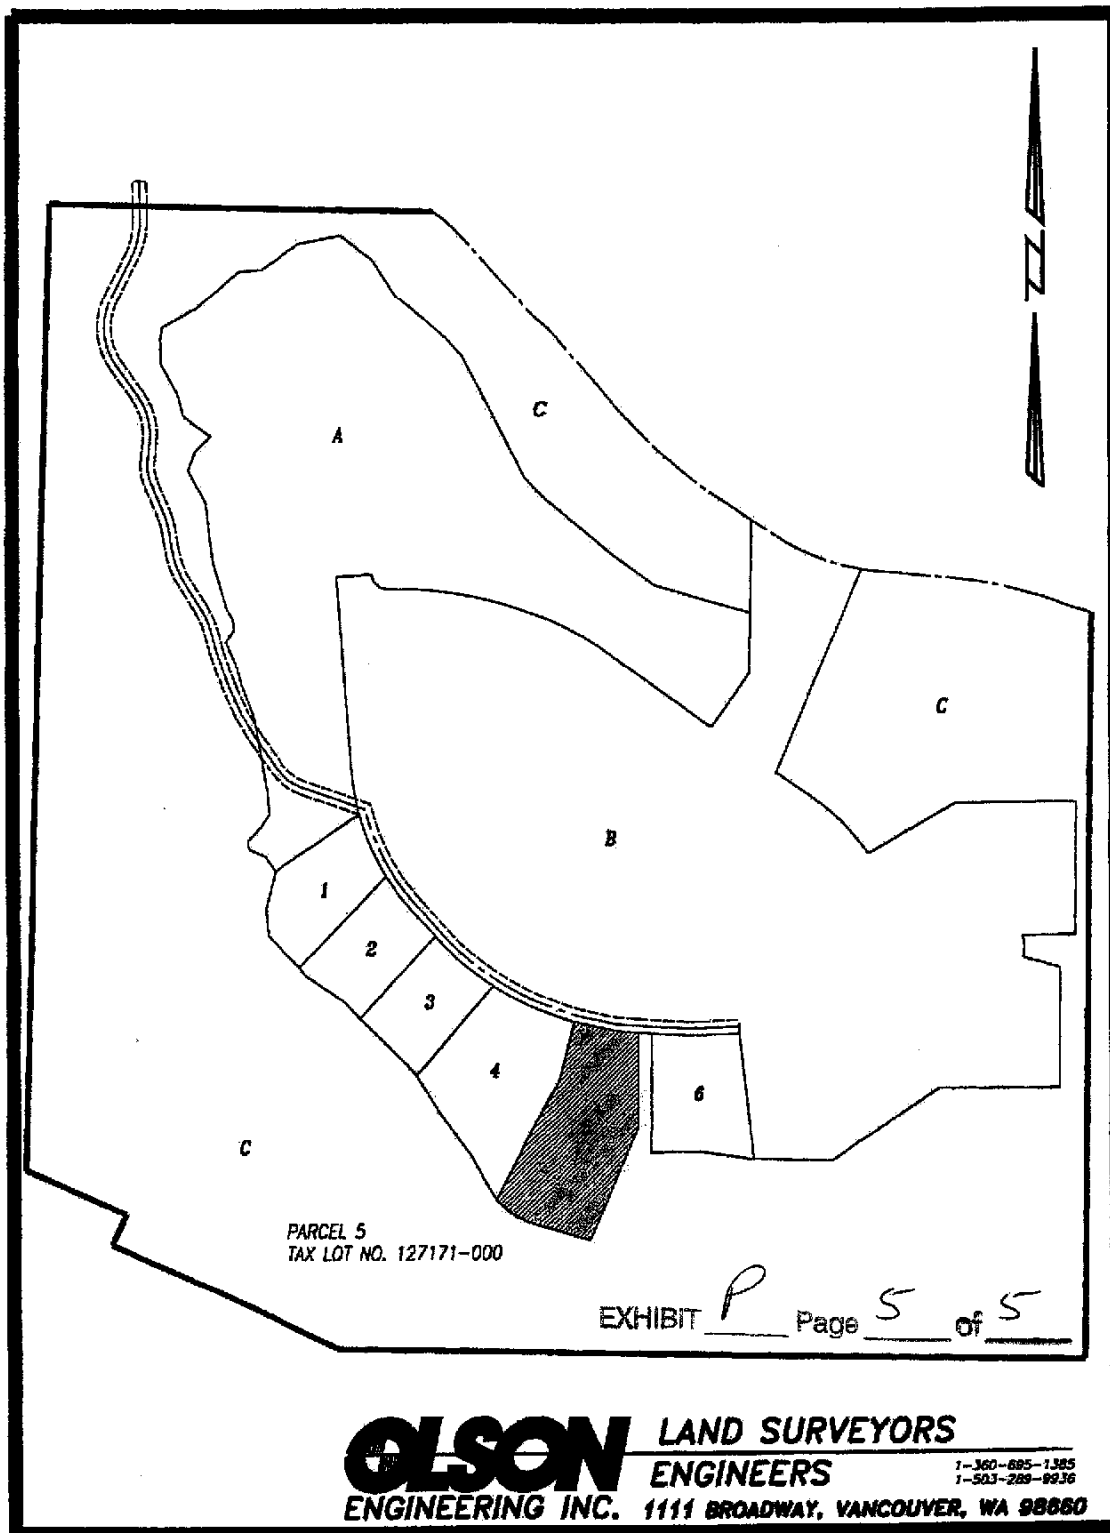 N
C
A
C
B
1
2
3
4
6
C
PARCEL 5
TAX LOT NO. 127171-000
EXHIBIT P Page 5 of 5
OLSON LAND SURVEYORS
ENGINEERS 1-360-695-1385
1-503-289-9936
ENGINEERING INC. 1111 BROADWAY, VANCOUVER, WA 98660